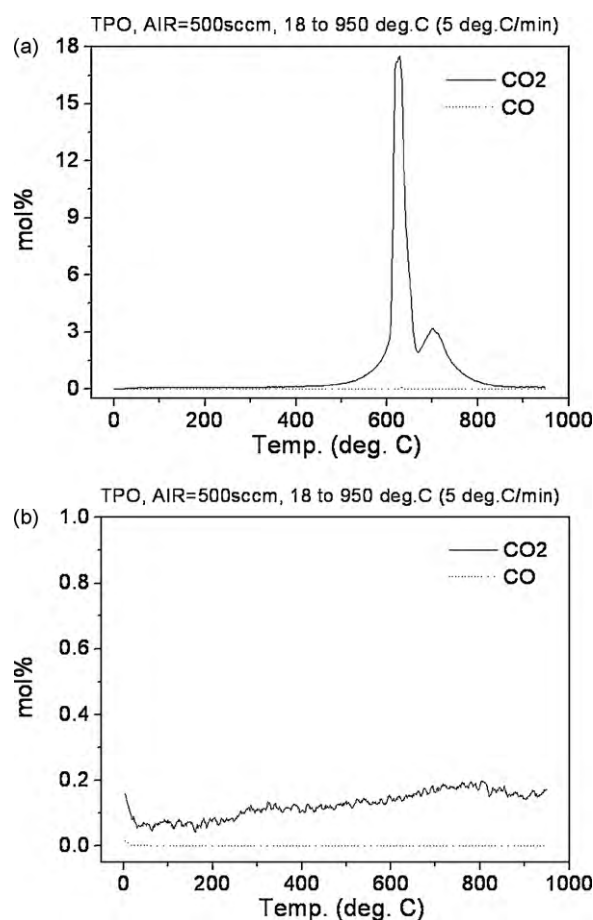 TPO, AIR=500sccm, 18 to 950 deg.C (5 deg.C/min)
(a)
18
15
12
9
6
3
0
mol%
CO2
CO
0 200 400 600 800 1000
Temp. (deg. C)
TPO, AIR=500sccm, 18 to 950 deg.C (5 deg.C/min)
(b)
1.0
0.8
0.6
0.4
0.2
0.0
mol%
CO2
CO
0 200 400 600 800 1000
Temp. (deg. C)